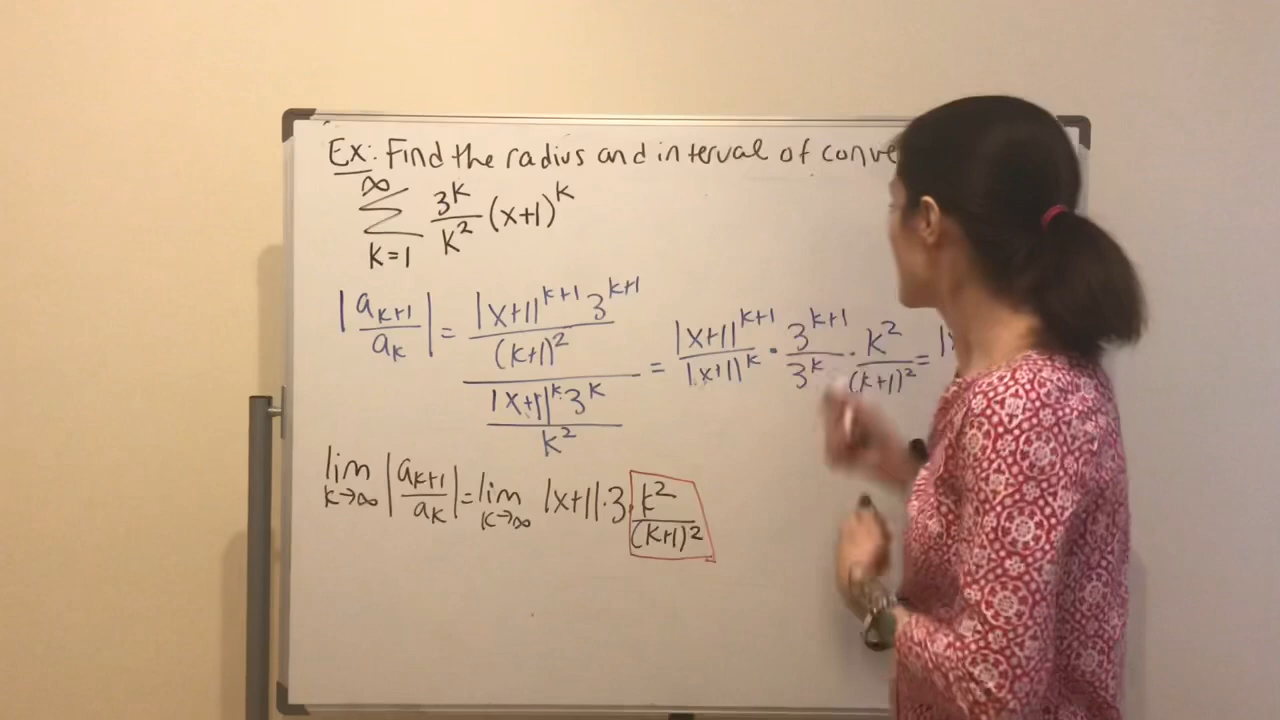 Ex: Find the radius and interval of conve
∞
∑ 3^k/k^2 (x+1)^k
k=1
|a_{k+1}/a_k| = (|x+1|^{k+1} 3^{k+1}/(k+1)^2)/(|x+1|^k·3^k/k^2) = |x+1|^{k+1}/|x+1|^k · 3^{k+1}/3^k · k^2/(k+1)^2 = |x
lim k→∞ |a_{k+1}/a_k| = lim k→∞ |x+1|·3·k^2/(k+1)^2